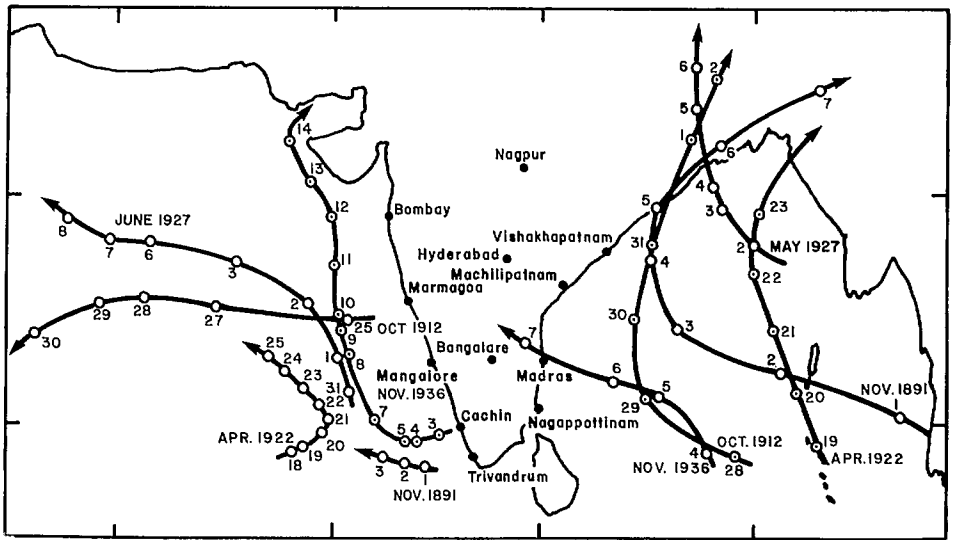 6
2
5
7
1
14
Nagpur
6
13
4
5
3
23
12
Bombay
JUNE 1927
8
7
6
Vishakhapatnam
31
2
MAY 1927
11
3
Hyderabad
4
22
Machilipatnam
2
Marmagoa
10
29
28
27
25 OCT 1912
30
3
21
30
9
7
25
Bangalore
1
8
Madras
2
24
Mangalore
6
23
31
NOV. 1936
5
20
NOV. 1891
22
29
1
21
7
Cachin
Nagappottinam
APR. 1922
20
5 4 3
OCT. 1912
19
18 19
4
28
APR. 1922
3 2 1
Trivandrum
NOV. 1936
NOV. 1891